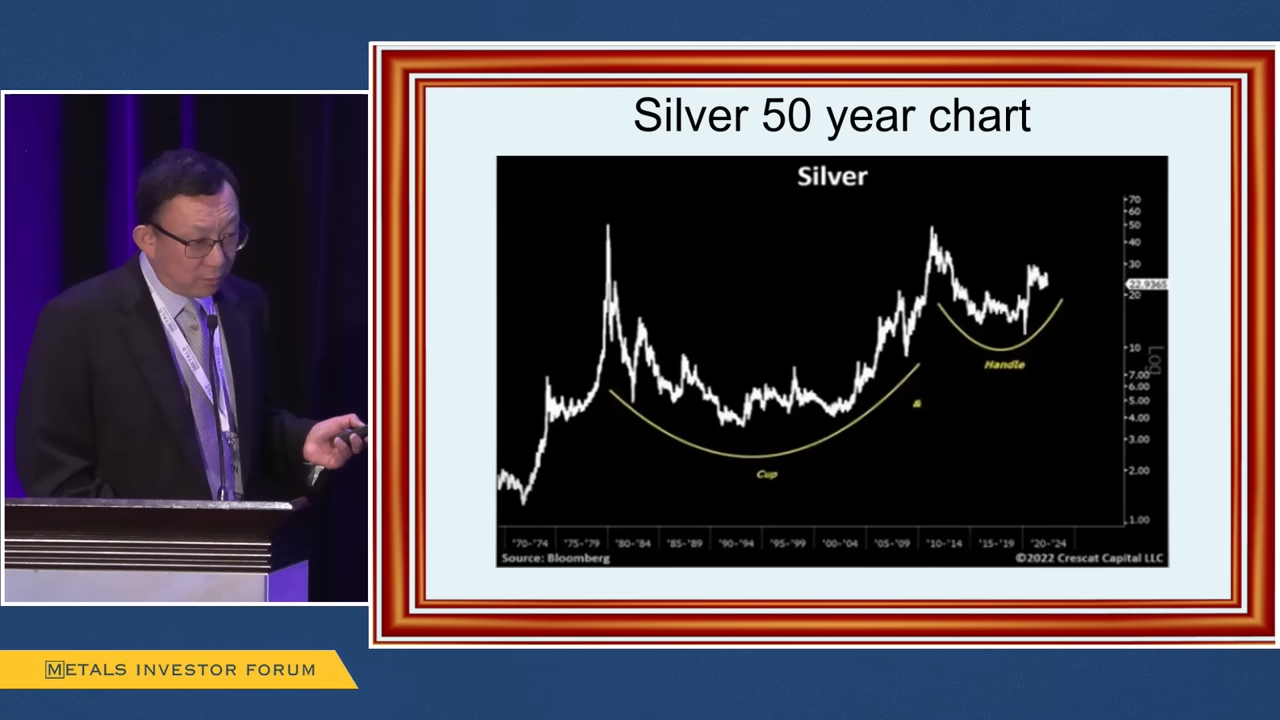 Silver 50 year chart
Silver
70
60
50
40
30
22.9365
20
10
7.00
6.00
5.00
4.00
3.00
2.00
1.00
Log
Cup
&
Handle
'70-'74 '75-'79 '80-'84 '85-'89 '90-'94 '95-'99 '00-'04 '05-'09 '10-'14 '15-'19 '20-'24
Source: Bloomberg ©2022 Crescat Capital LLC
METALS INVESTOR FORUM